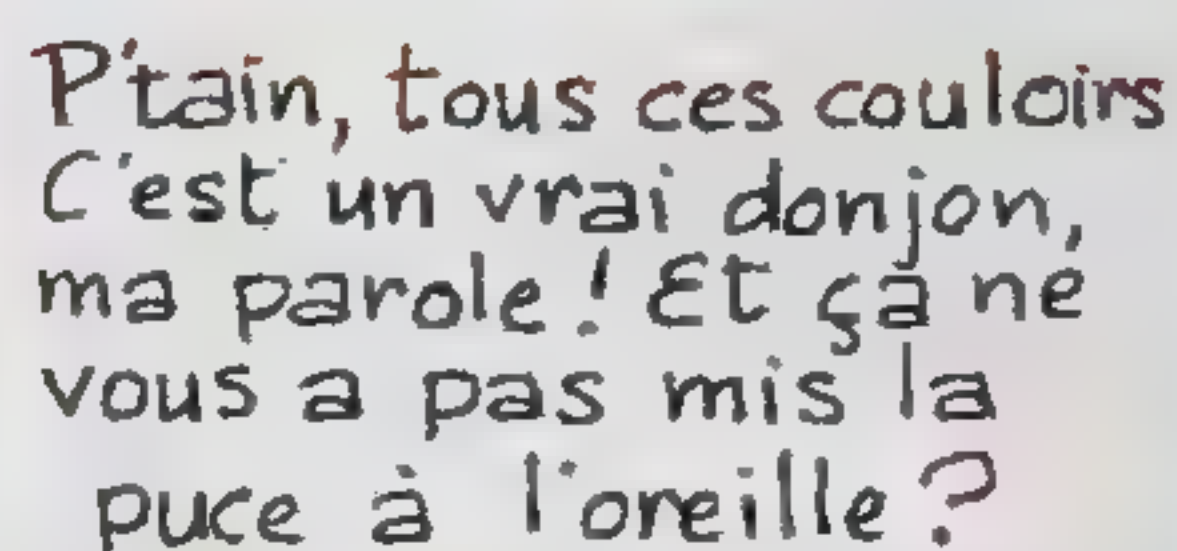 P'tain, tous ces couloirs
C'est un vrai donjon,
ma parole ! Et ça ne
vous a pas mis la
puce à l'oreille ?